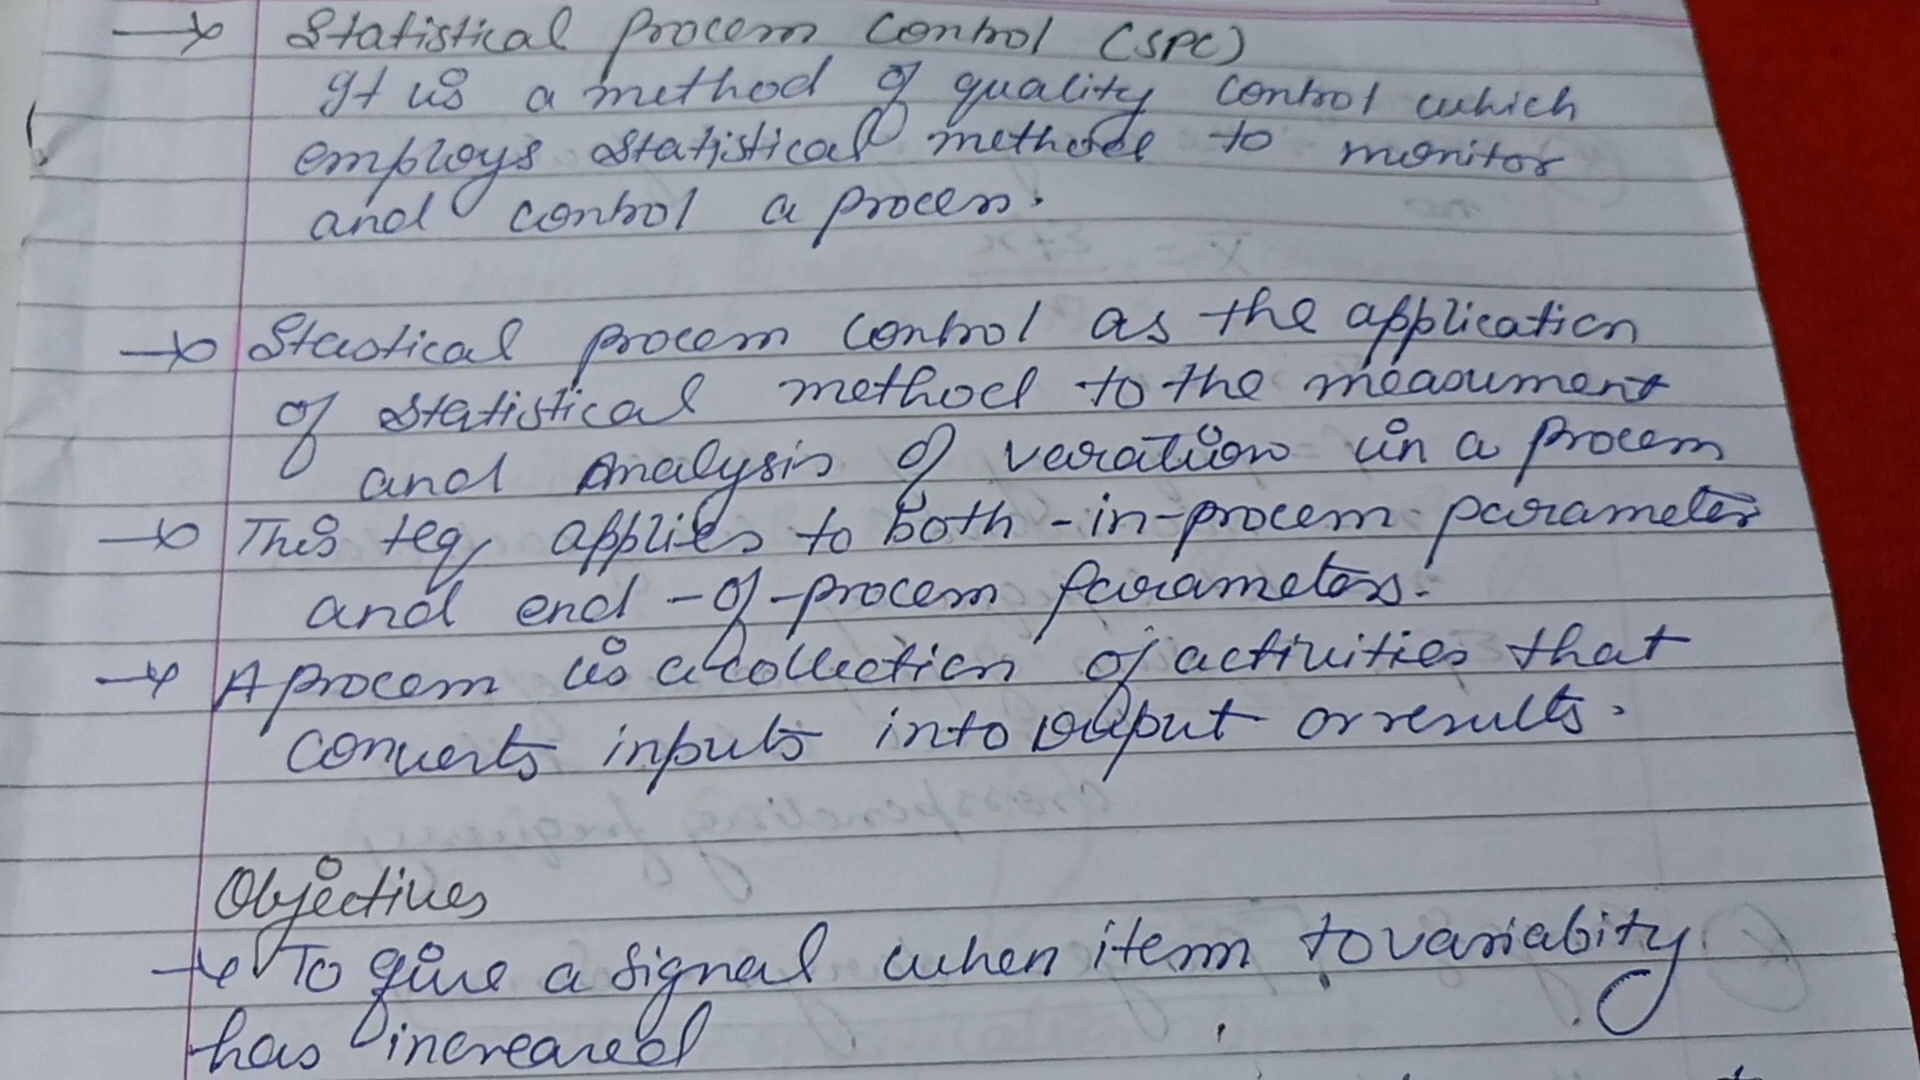 → Statistical process control (SPC)
It is a method of quality control which
employs statistical methods to monitor
and control a process.
→ Stastical process control as the application
of statistical method to the measument
and analysis of varation in a process
→ This teq, applies to both -in-process parameters
and end -of-process parameters.
→ A process is a collection of activities that
converts inputs into output or results.
Objectives
→ To give a signal when item to variabity
has increased